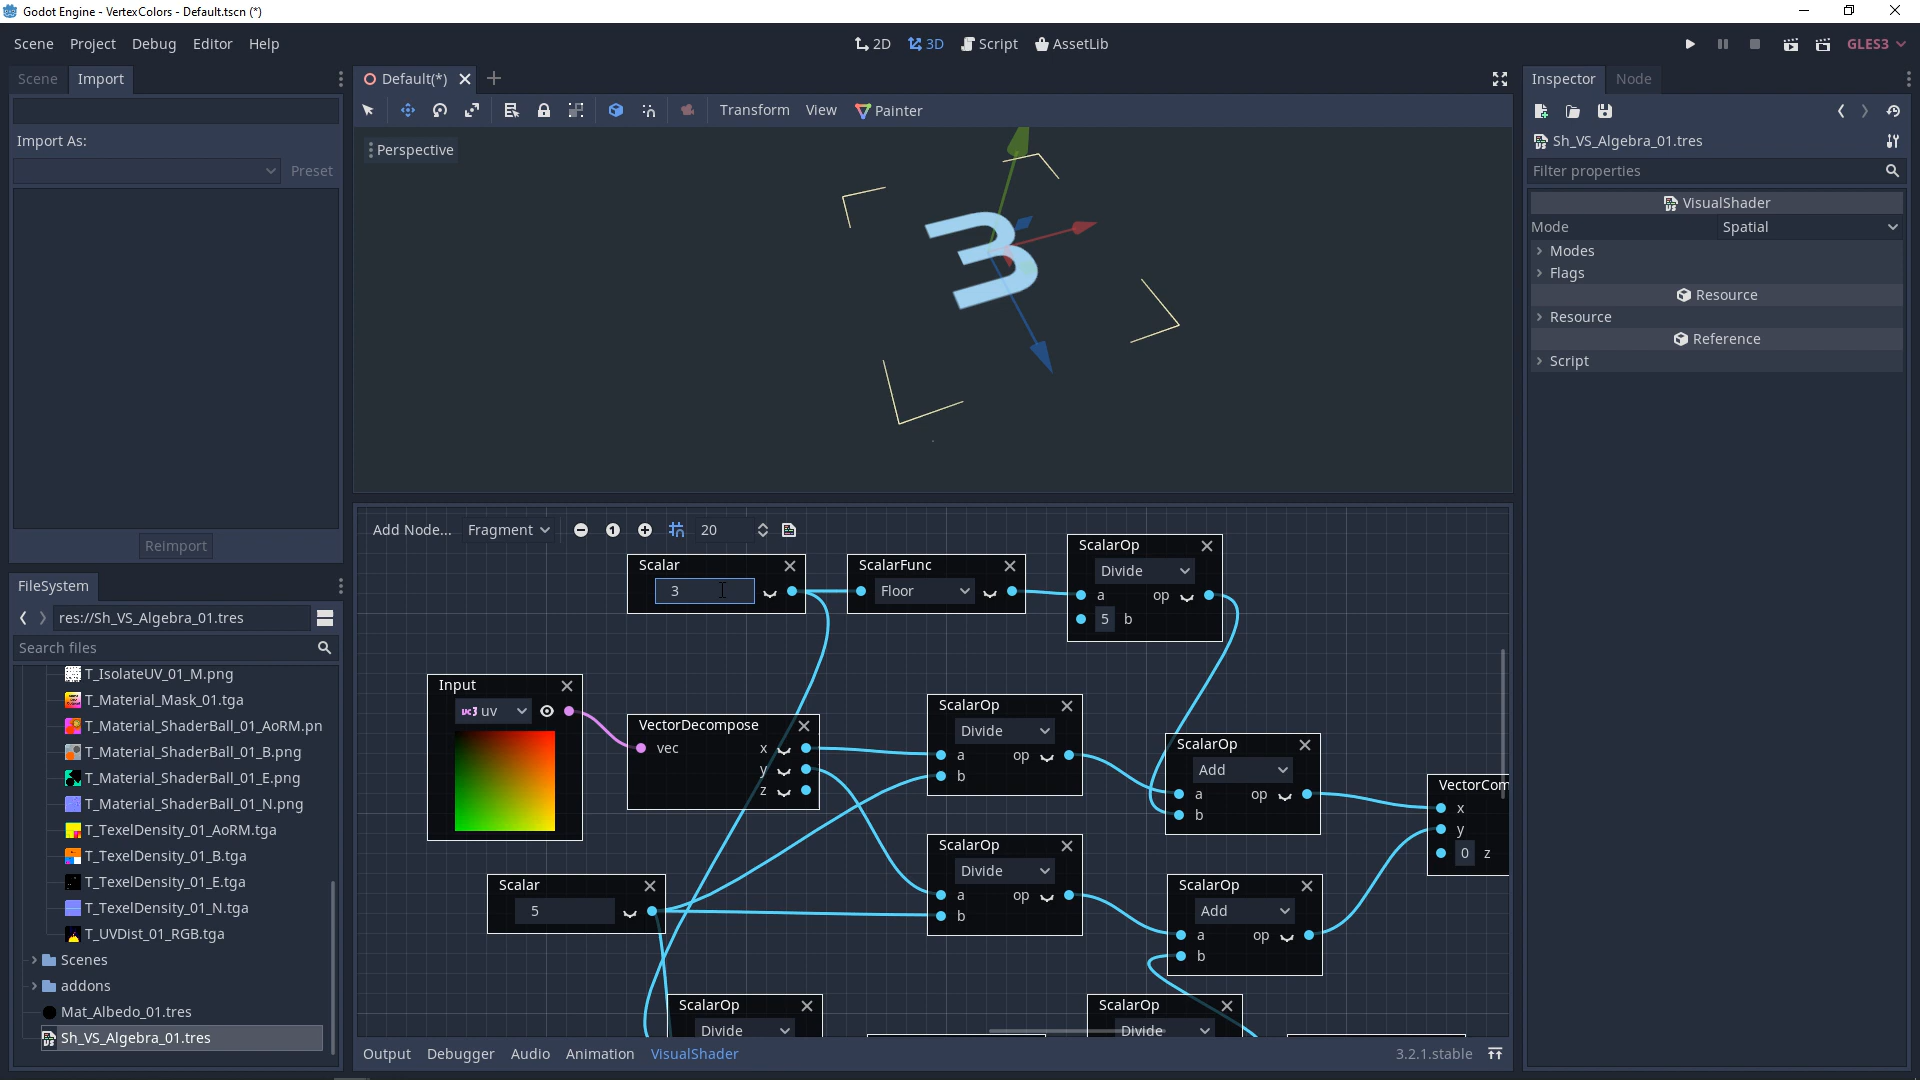 Godot Engine - VertexColors - Default.tscn (*)
Scene Project Debug Editor Help
2D 3D Script AssetLib
GLES3
Scene Import
Import As:
Preset
Reimport
FileSystem
res://Sh_VS_Algebra_01.tres
Search files
T_IsolateUV_01_M.png
T_Material_Mask_01.tga
T_Material_ShaderBall_01_AoRM.pn
T_Material_ShaderBall_01_B.png
T_Material_ShaderBall_01_E.png
T_Material_ShaderBall_01_N.png
T_TexelDensity_01_AoRM.tga
T_TexelDensity_01_B.tga
T_TexelDensity_01_E.tga
T_TexelDensity_01_N.tga
T_UVDist_01_RGB.tga
Scenes
addons
Mat_Albedo_01.tres
Sh_VS_Algebra_01.tres
Default(*)
Transform View Painter
Perspective
3
Add Node... Fragment 1 20
Scalar
3
ScalarFunc
Floor
ScalarOp
Divide
a op
5 b
Input
vc3 uv
VectorDecompose
vec x
y
z
ScalarOp
Divide
a op
b
ScalarOp
Add
a op
b
VectorCom
x
y
0 z
Scalar
5
ScalarOp
Divide
a op
b
ScalarOp
Add
a op
b
ScalarOp
Divide
ScalarOp
Divide
Output Debugger Audio Animation VisualShader
3.2.1.stable
Inspector Node
Sh_VS_Algebra_01.tres
Filter properties
VisualShader
Mode Spatial
Modes
Flags
Resource
Resource
Reference
Script